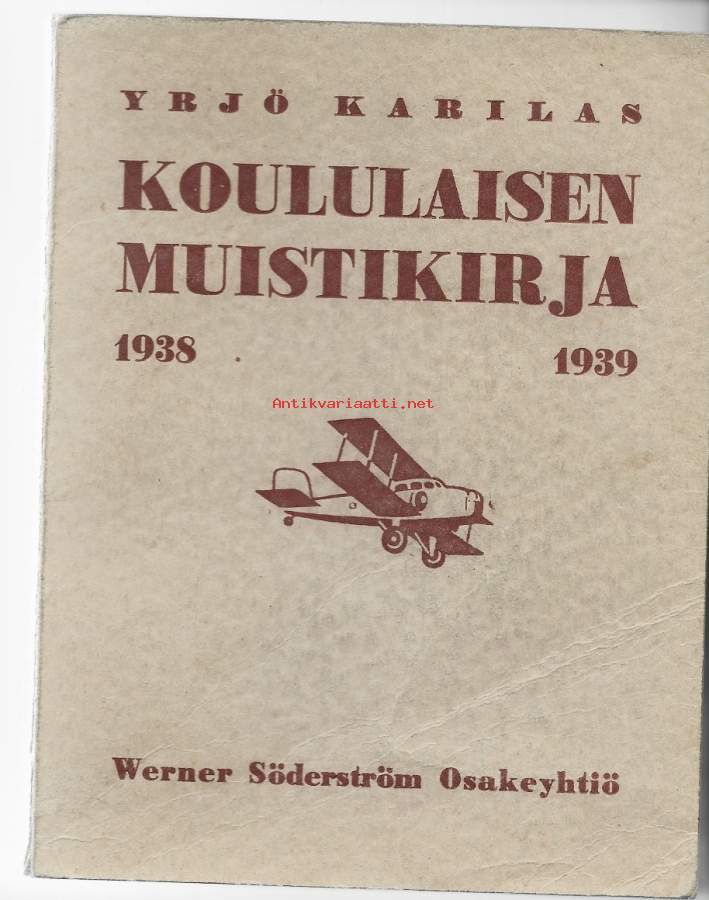 YRJÖ KARILAS
KOULULAISEN
MUISTIKIRJA
1938 1939
Antikvariaatti.net
Werner Söderström Osakeyhtiö